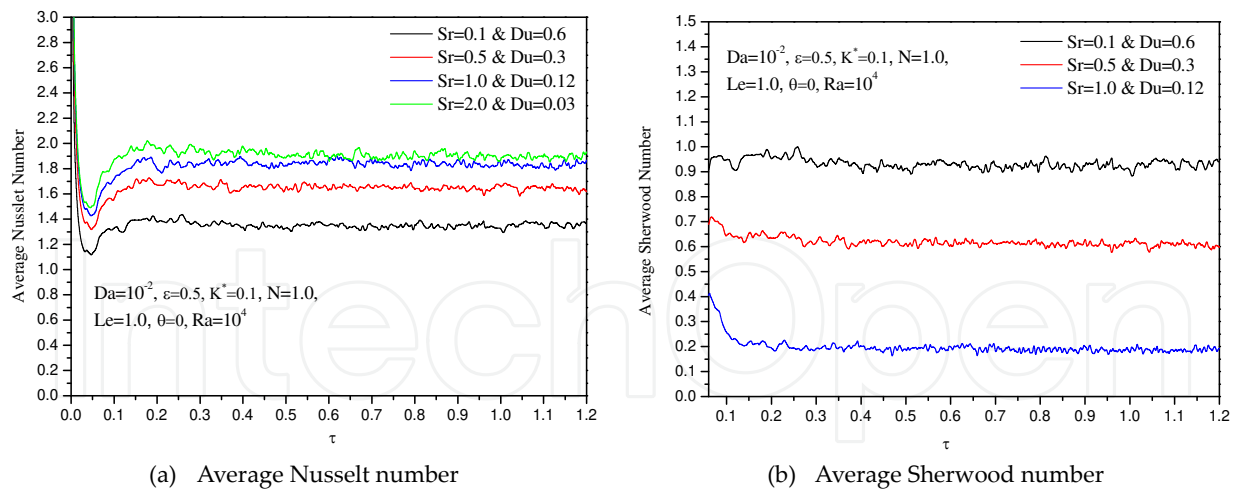 3.0
2.8
2.6
2.4
2.2
2.0
1.8
1.6
1.4
1.2
1.0
0.8
0.6
0.4
0.2
0.0
Average Nusslet Number
Sr=0.1 & Du=0.6
Sr=0.5 & Du=0.3
Sr=1.0 & Du=0.12
Sr=2.0 & Du=0.03
Da=10⁻², ε=0.5, K*=0.1, N=1.0,
Le=1.0, θ=0, Ra=10⁴
0.0 0.1 0.2 0.3 0.4 0.5 0.6 0.7 0.8 0.9 1.0 1.1 1.2
τ
(a) Average Nusselt number
1.5
1.4
1.3
1.2
1.1
1.0
0.9
0.8
0.7
0.6
0.5
0.4
0.3
0.2
0.1
0.0
Average Sherwood Number
Da=10⁻², ε=0.5, K*=0.1, N=1.0,
Le=1.0, θ=0, Ra=10⁴
Sr=0.1 & Du=0.6
Sr=0.5 & Du=0.3
Sr=1.0 & Du=0.12
0.1 0.2 0.3 0.4 0.5 0.6 0.7 0.8 0.9 1.0 1.1 1.2
τ
(b) Average Sherwood number
IntechOpen